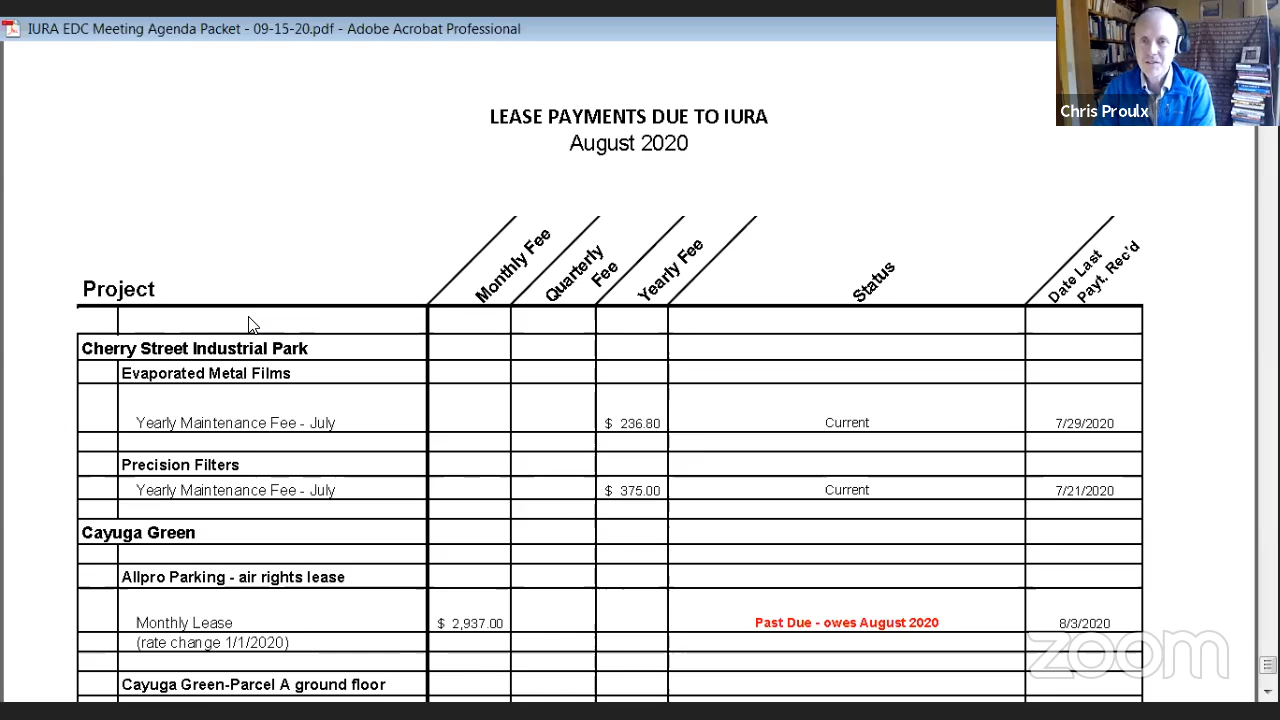 IURA EDC Meeting Agenda Packet - 09-15-20.pdf - Adobe Acrobat Professional
Chris Proulx
LEASE PAYMENTS DUE TO IURA
August 2020
Project
Monthly Fee
Quarterly
Fee
Yearly Fee
Status
Date Last
Payt. Rec'd
Cherry Street Industrial Park
Evaporated Metal Films
Yearly Maintenance Fee - July $ 236.80 Current 7/29/2020
Precision Filters
Yearly Maintenance Fee - July $ 375.00 Current 7/21/2020
Cayuga Green
Allpro Parking - air rights lease
Monthly Lease $ 2,937.00 Past Due - owes August 2020 8/3/2020
(rate change 1/1/2020)
Cayuga Green-Parcel A ground floor
zoom